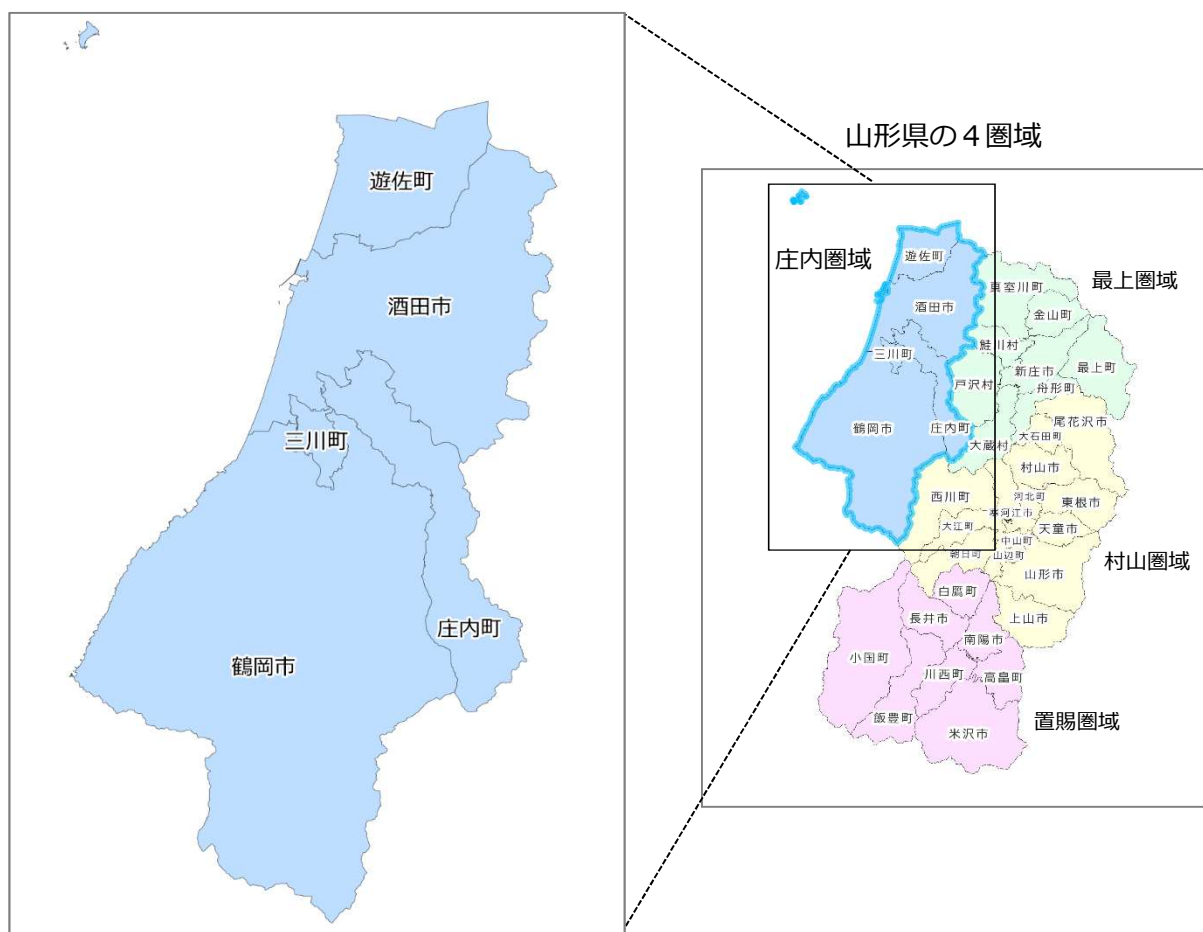 遊佐町
酒田市
三川町
庄内町
鶴岡市
山形県の4圏域
庄内圏域
最上圏域
遊佐町
真室川町
金山町
酒田市
鮭川村
三川町
新庄市
最上町
戸沢村
舟形町
尾花沢市
鶴岡市
庄内町
大石田町
大蔵村
村山市
西川町
河北町
東根市
寒河江市
大江町
天童市
中山町
朝日町
山辺町
村山圏域
山形市
白鷹町
長井市
上山市
南陽市
小国町
川西町
高畠町
飯豊町
置賜圏域
米沢市